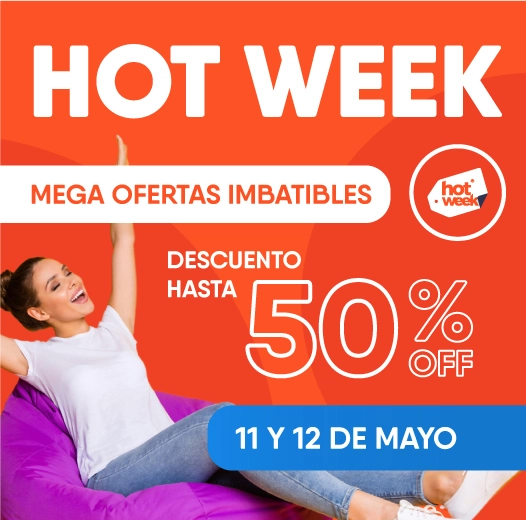 HOT WEEK
MEGA OFERTAS IMBATIBLES
hot
week
DESCUENTO
HASTA
50%
OFF
11 Y 12 DE MAYO